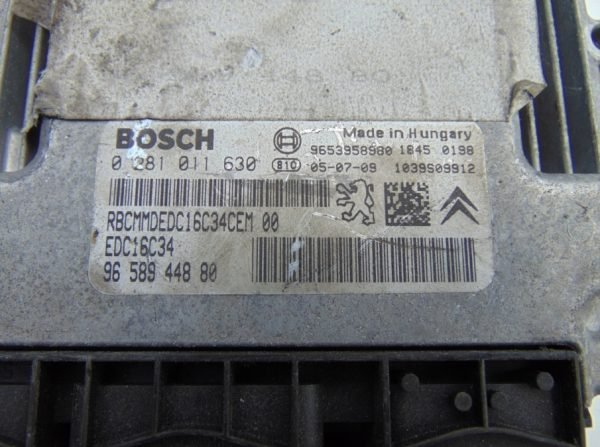 BOSCH
Made in Hungary
9653958980 1845 0198
0 281 011 630
810 05-07-09 1039S09912
RBCMMDEDC16C34CEM 00
EDC16C34
96 589 448 80